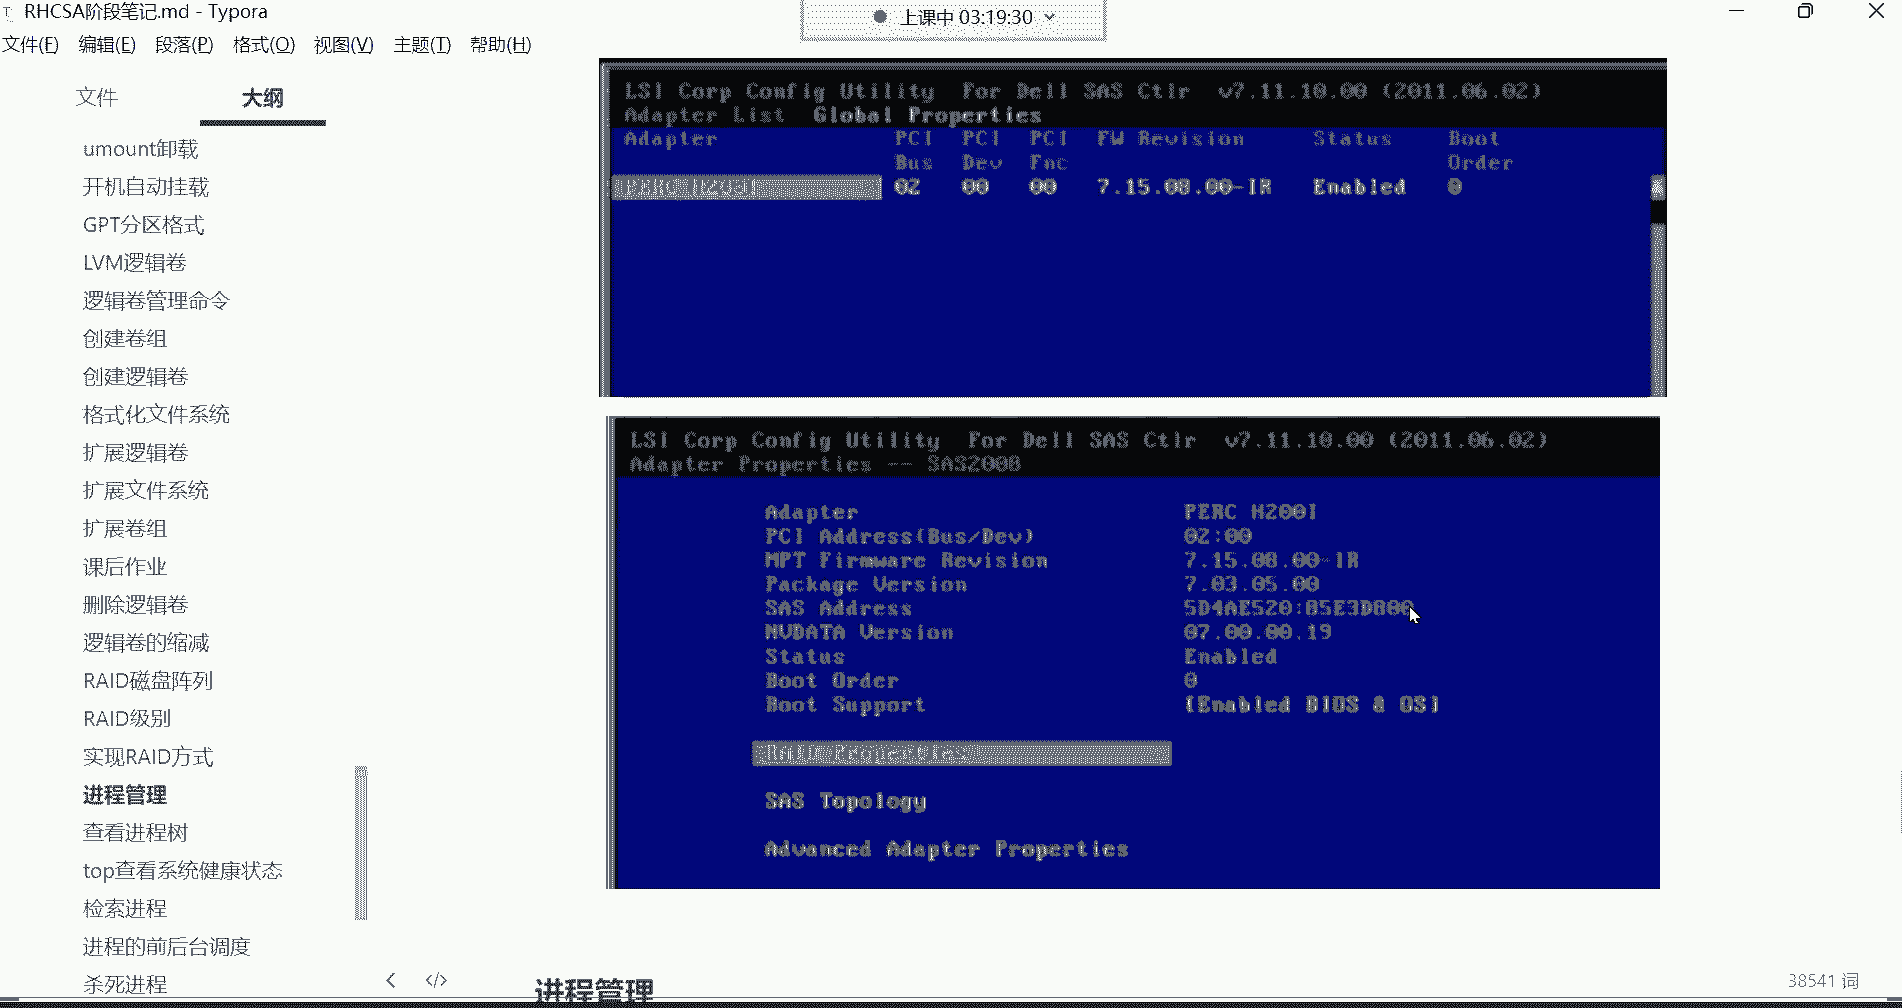 RHCSA阶段笔记.md - Typora
上课中 03:19:30
文件(F) 编辑(E) 段落(P) 格式(O) 视图(V) 主题(T) 帮助(H)
文件 大纲
umount卸载
开机自动挂载
GPT分区格式
LVM逻辑卷
逻辑卷管理命令
创建卷组
创建逻辑卷
格式化文件系统
扩展逻辑卷
扩展文件系统
扩展卷组
课后作业
删除逻辑卷
逻辑卷的缩减
RAID磁盘阵列
RAID级别
实现RAID方式
进程管理
查看进程树
top查看系统健康状态
检索进程
进程的前后台调度
杀死进程
LSI Corp Config Utility For Dell SAS Ctlr v7.11.10.00 (2011.06.02)
Adapter List Global Properties
Adapter PCI PCI PCI FW Revision Status Boot
Bus Dev Fnc Order
PERC H200I 02 00 00 7.15.08.00-IR Enabled 0
LSI Corp Config Utility For Dell SAS Ctlr v7.11.10.00 (2011.06.02)
Adapter Properties -- SAS2008
Adapter PERC H200I
PCI Address(Bus/Dev) 02:00
MPT Firmware Revision 7.15.08.00-IR
Package Version 7.03.05.00
SAS Address
NVDATA Version 07.00.00.19
Status Enabled
Boot Order 0
Boot Support [Enabled BIOS & OS]
RAID Properties
SAS Topology
Advanced Adapter Properties
进程管理
38541 词